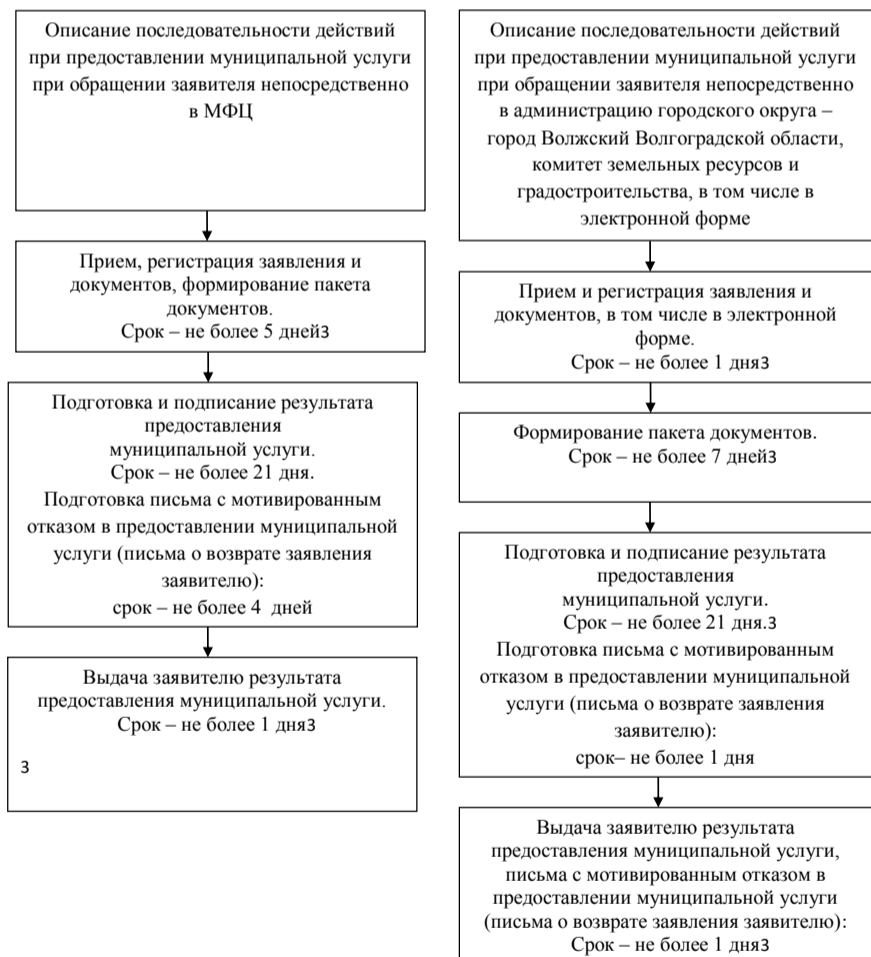 Описание последовательности действий
при предоставлении муниципальной услуги
при обращении заявителя непосредственно
в МФЦ
Прием, регистрация заявления и
документов, формирование пакета
документов.
Срок – не более 5 дней3
Подготовка и подписание результата
предоставления
муниципальной услуги.
Срок – не более 21 дня.
Подготовка письма с мотивированным
отказом в предоставлении муниципальной
услуги (письма о возврате заявления
заявителю):
срок – не более 4 дней
Выдача заявителю результата
предоставления муниципальной услуги.
Срок – не более 1 дня3
3
Описание последовательности действий
при предоставлении муниципальной услуги
при обращении заявителя непосредственно
в администрацию городского округа –
город Волжский Волгоградской области,
комитет земельных ресурсов и
градостроительства, в том числе в
электронной форме
Прием и регистрация заявления и
документов, в том числе в электронной
форме.
Срок – не более 1 дня3
Формирование пакета документов.
Срок – не более 7 дней3
Подготовка и подписание результата
предоставления
муниципальной услуги.
Срок – не более 21 дня.3
Подготовка письма с мотивированным
отказом в предоставлении муниципальной
услуги (письма о возврате заявления
заявителю):
срок– не более 1 дня
Выдача заявителю результата
предоставления муниципальной услуги,
письма с мотивированным отказом в
предоставлении муниципальной услуги
(письма о возврате заявления заявителю):
Срок – не более 1 дня3